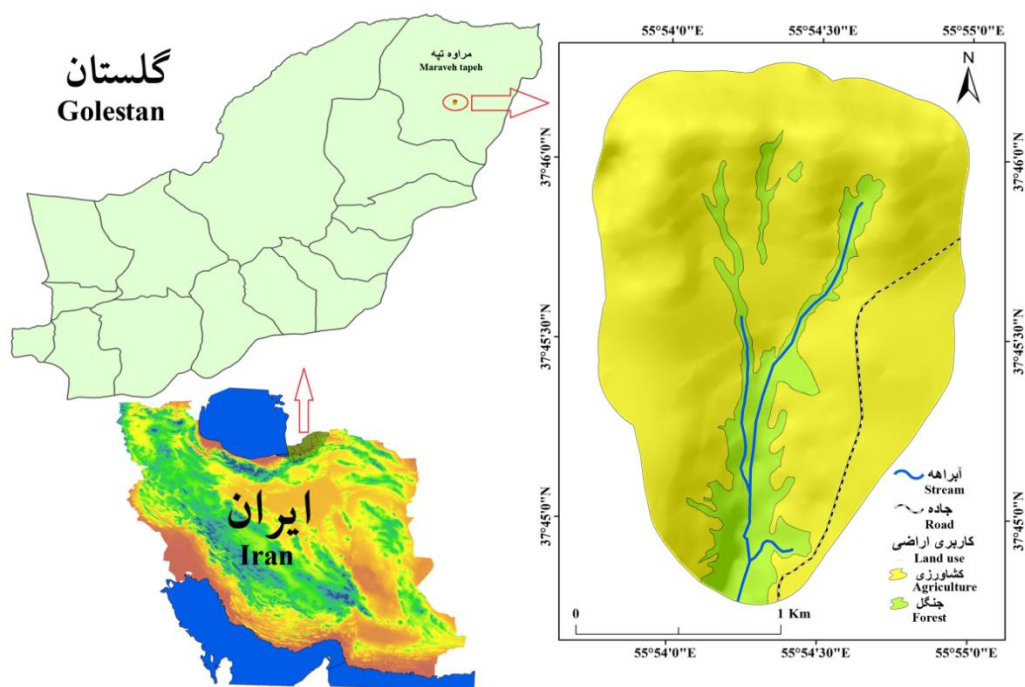 گلستان
Golestan
مراوه تپه
Maraveh tapeh
ایران
Iran
55°54'0"E
55°54'30"E
55°55'0"E
N
37°46'0"N
37°45'30"N
37°45'0"N
37°46'0"N
37°45'30"N
37°45'0"N
آبراهه
Stream
جاده
Road
کاربری اراضی
Land use
کشاورزی
Agriculture
جنگل
Forest
0
1 Km
55°54'0"E
55°54'30"E
55°55'0"E